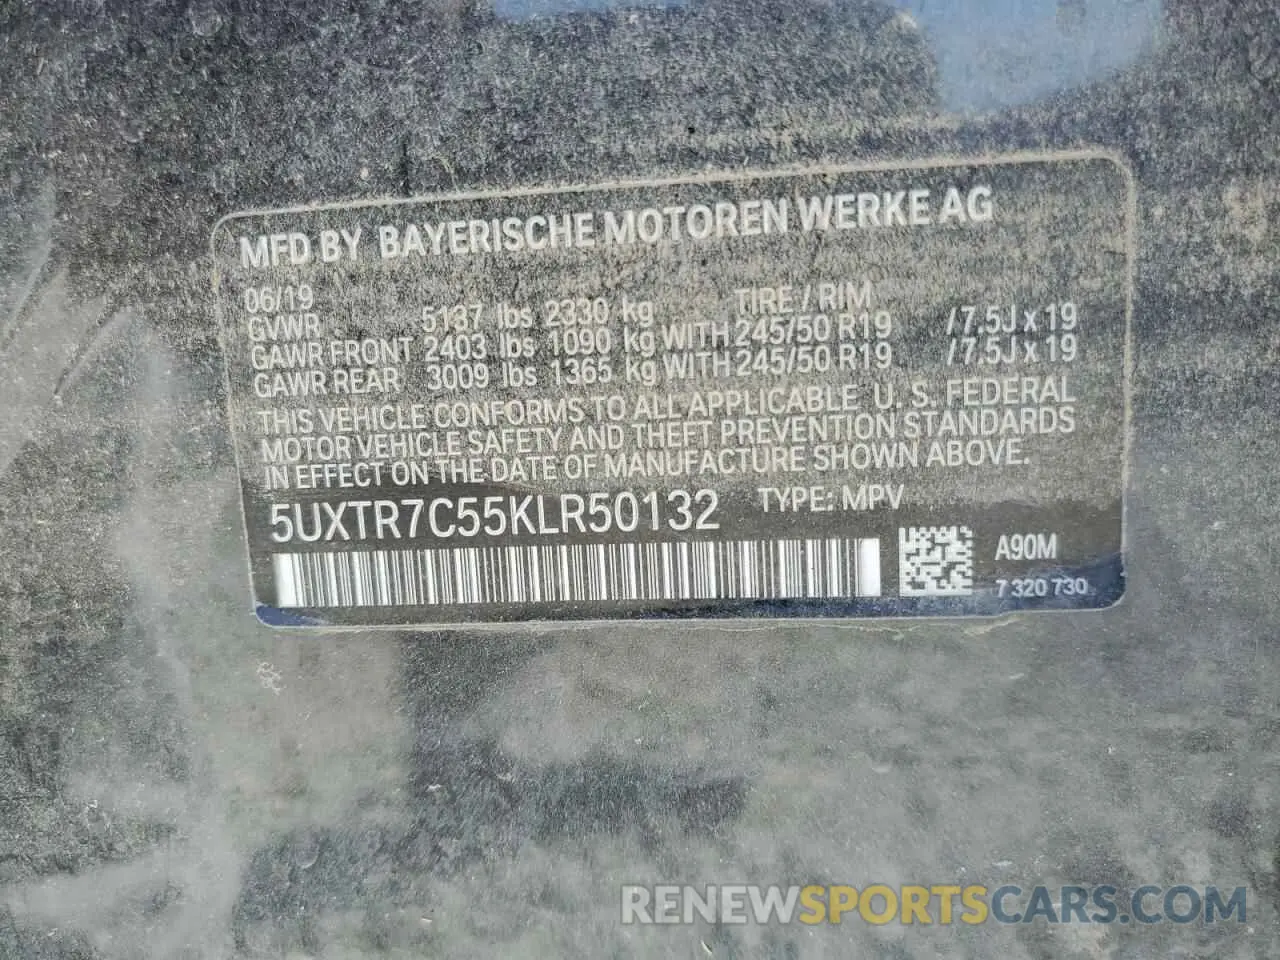 MFD BY BAYERISCHE MOTOREN WERKE AG
06/19
GVWR 5137 lbs 2330 kg TIRE / RIM
GAWR FRONT 2403 lbs 1090 kg WITH 245/50 R19 / 7.5J x 19
GAWR REAR 3009 lbs 1365 kg WITH 245/50 R19 / 7.5J x 19
THIS VEHICLE CONFORMS TO ALL APPLICABLE U. S. FEDERAL
MOTOR VEHICLE SAFETY AND THEFT PREVENTION STANDARDS
IN EFFECT ON THE DATE OF MANUFACTURE SHOWN ABOVE.
5UXTR7C55KLR50132 TYPE: MPV
A90M
7 320 730
RENEWSPORTSCARS.COM